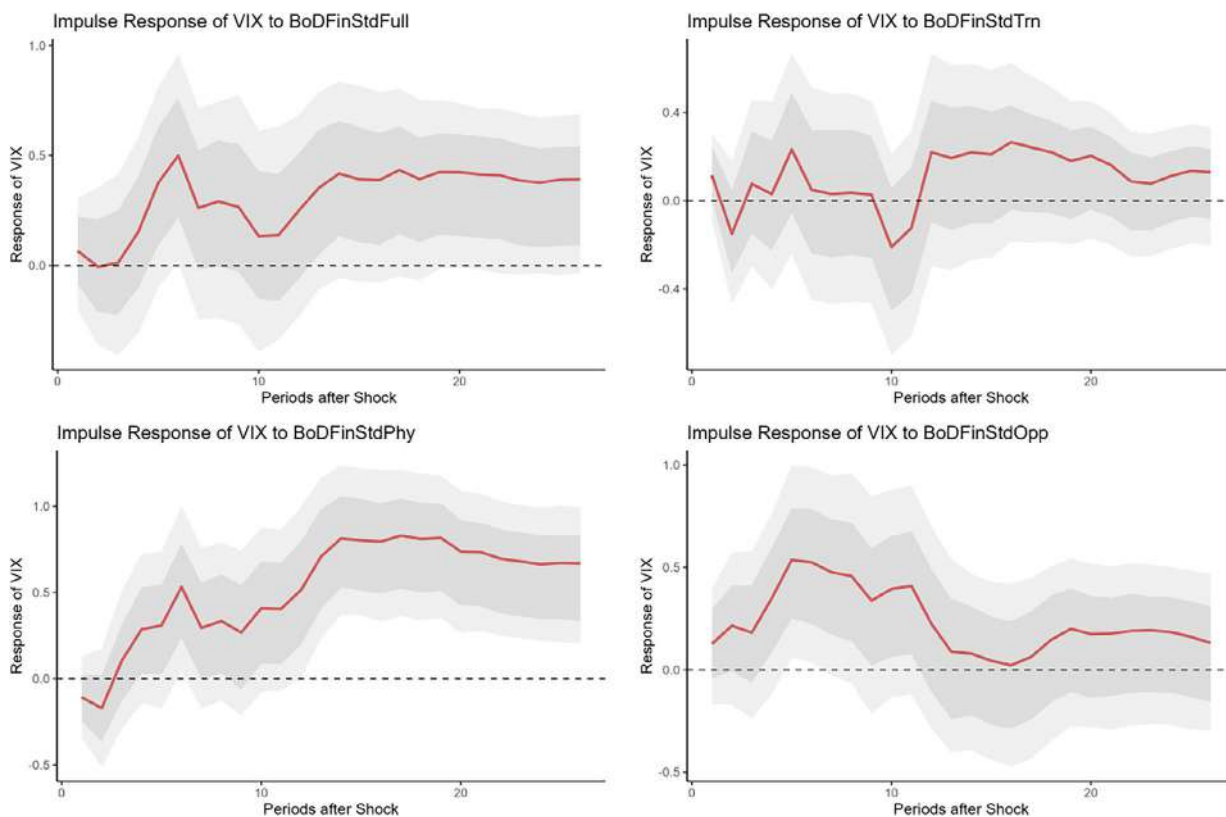 Impulse Response of VIX to BoDFinStdFull
1.0
0.5
0.0
Response of VIX
0
10
20
Periods after Shock
Impulse Response of VIX to BoDFinStdTrn
0.4
0.0
-0.4
Response of VIX
0
10
20
Periods after Shock
Impulse Response of VIX to BoDFinStdPhy
1.0
0.5
0.0
-0.5
Response of VIX
0
10
20
Periods after Shock
Impulse Response of VIX to BoDFinStdOpp
1.0
0.5
0.0
-0.5
Response of VIX
0
10
20
Periods after Shock